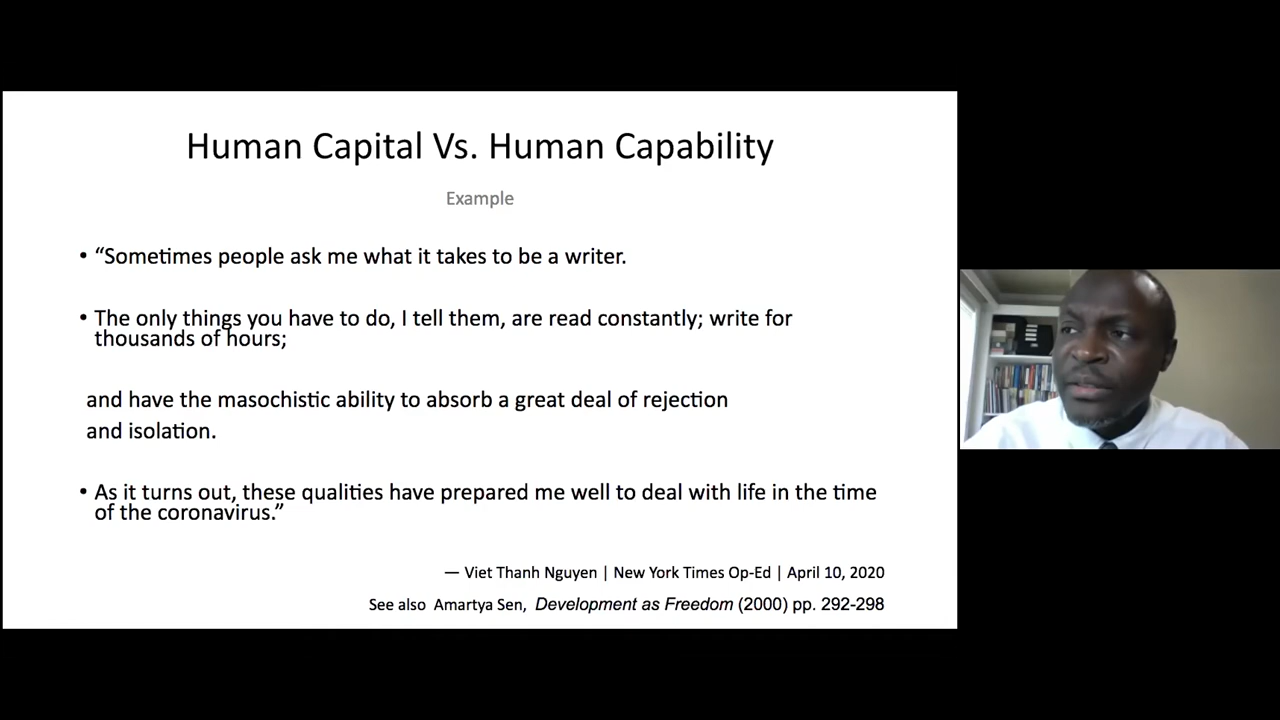 Human Capital Vs. Human Capability
Example
• “Sometimes people ask me what it takes to be a writer.
• The only things you have to do, I tell them, are read constantly; write for
thousands of hours;
and have the masochistic ability to absorb a great deal of rejection
and isolation.
• As it turns out, these qualities have prepared me well to deal with life in the time
of the coronavirus.”
— Viet Thanh Nguyen | New York Times Op-Ed | April 10, 2020
See also Amartya Sen, Development as Freedom (2000) pp. 292-298